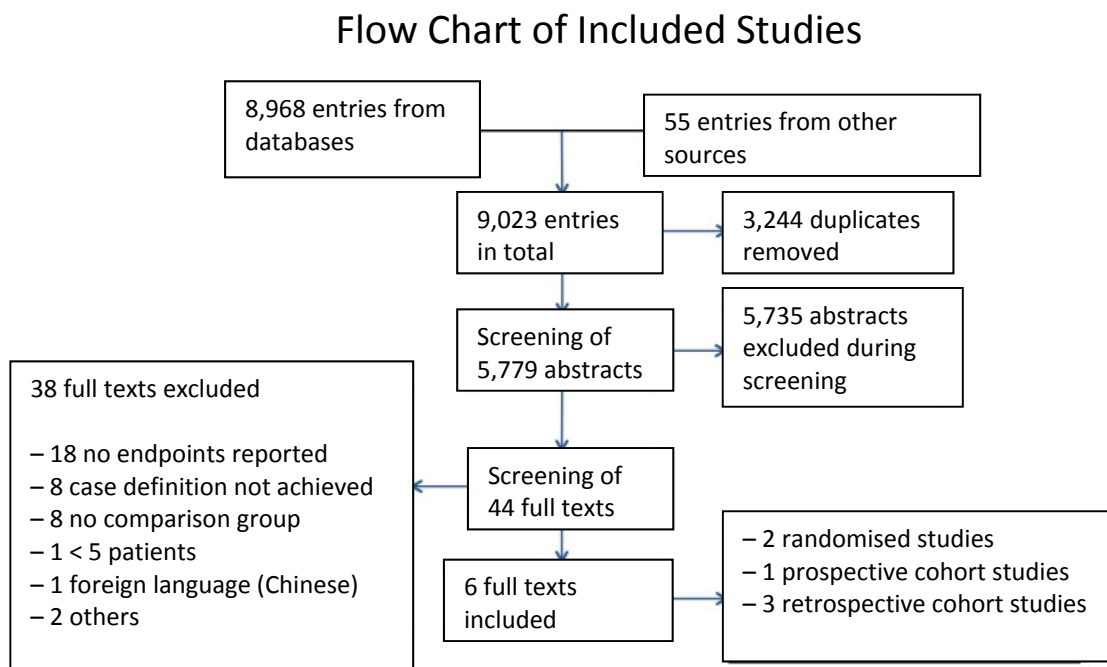 Flow Chart of Included Studies
8,968 entries from
databases
55 entries from other
sources
9,023 entries
in total
3,244 duplicates
removed
Screening of
5,779 abstracts
5,735 abstracts
excluded during
screening
38 full texts excluded
– 18 no endpoints reported
– 8 case definition not achieved
– 8 no comparison group
– 1 < 5 patients
– 1 foreign language (Chinese)
– 2 others
Screening of
44 full texts
6 full texts
included
– 2 randomised studies
– 1 prospective cohort studies
– 3 retrospective cohort studies